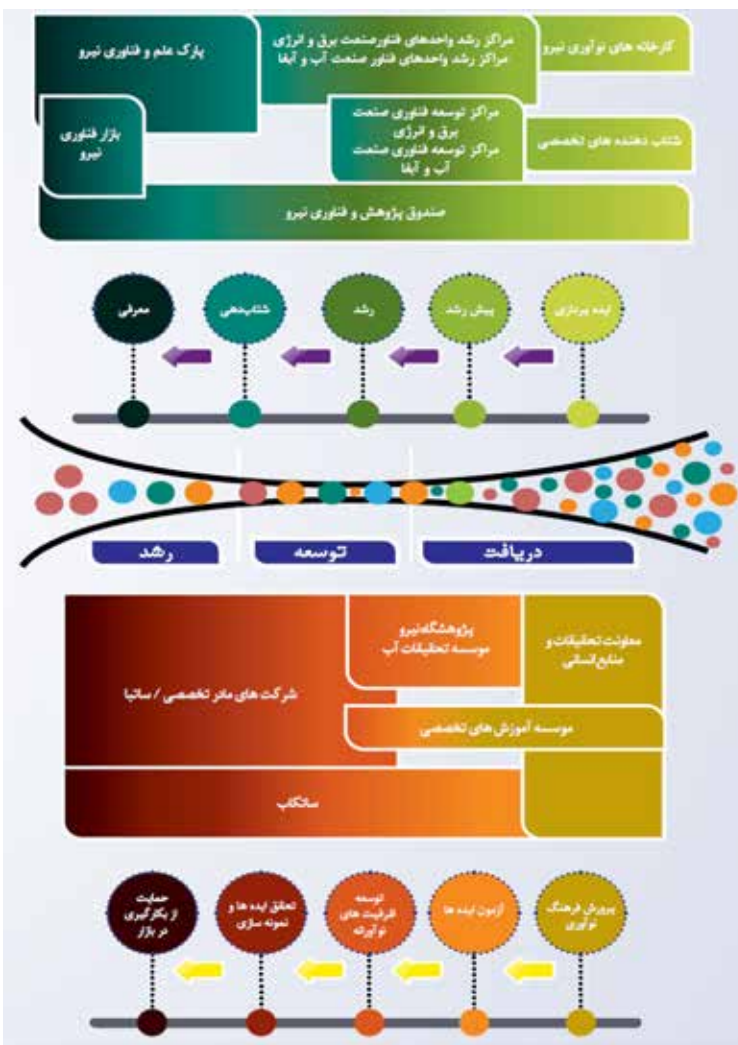 کارخانه های نوآوری نیرو
مراکز رشد واحدهای فناورصنعت برق و انرژی
مراکز رشد واحدهای فناور صنعت آب و آبفا
پارک علم و فناوری نیرو
شتاب دهنده های تخصصی
مراکز توسعه فناوری صنعت
برق و انرژی
مراکز توسعه فناوری صنعت
آب و آبفا
بازار فناوری
نیرو
صندوق پژوهش و فناوری نیرو
ایده پردازی
پیش رشد
رشد
شتابدهی
معرفی
دریافت
توسعه
رشد
معاونت تحقیقات و
منابع انسانی
پژوهشگاه نیرو
موسسه تحقیقات آب
شرکت های مادر تخصصی / ساتبا
موسسه آموزش های تخصصی
ساتکاب
پرورش فرهنگ
نوآوری
آزمون ایده ها
توسعه
ظرفیت های
نوآورانه
تحقق ایده ها و
نمونه سازی
حمایت
از بکارگیری
در بازار